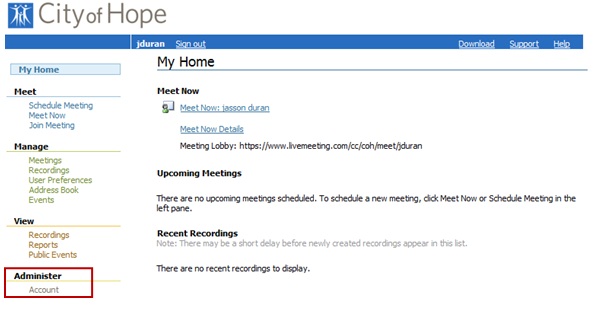 City of Hope
jduran Sign out Download Support Help
My Home
Meet
Schedule Meeting
Meet Now
Join Meeting
Manage
Meetings
Recordings
User Preferences
Address Book
Events
View
Recordings
Reports
Public Events
Administer
Account
My Home
Meet Now
Meet Now: jasson duran
Meet Now Details
Meeting Lobby: https://www.livemeeting.com/cc/coh/meet/jduran
Upcoming Meetings
There are no upcoming meetings scheduled. To schedule a new meeting, click Meet Now or Schedule Meeting in the
left pane.
Recent Recordings
Note: There may be a short delay before newly created recordings appear in this list.
There are no recent recordings to display.